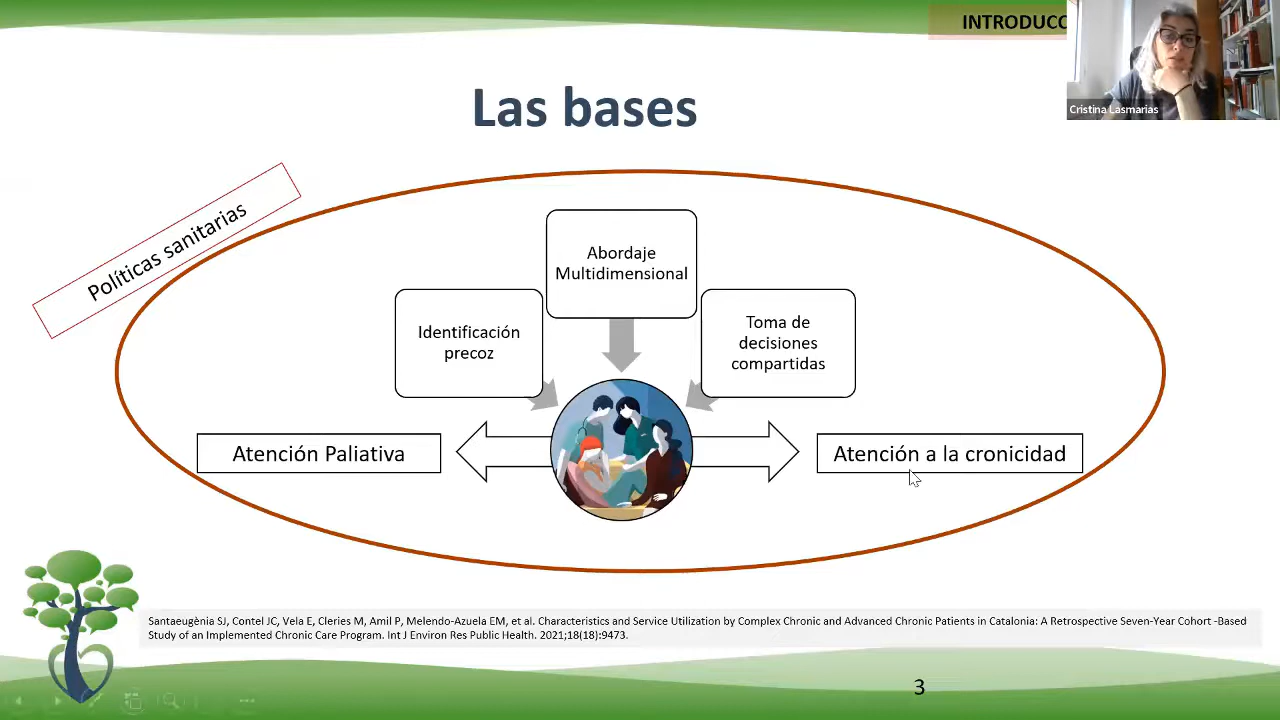 INTRODUCC
Cristina Lasmarias
Las bases
Políticas sanitarias
Abordaje
Multidimensional
Identificación
precoz
Toma de
decisiones
compartidas
Atención Paliativa
Atención a la cronicidad
Santaeugènia SJ, Contel JC, Vela E, Cleries M, Amil P, Melendo-Azuela EM, et al. Characteristics and Service Utilization by Complex Chronic and Advanced Chronic Patients in Catalonia: A Retrospective Seven-Year Cohort -Based
Study of an Implemented Chronic Care Program. Int J Environ Res Public Health. 2021;18(18):9473.
3